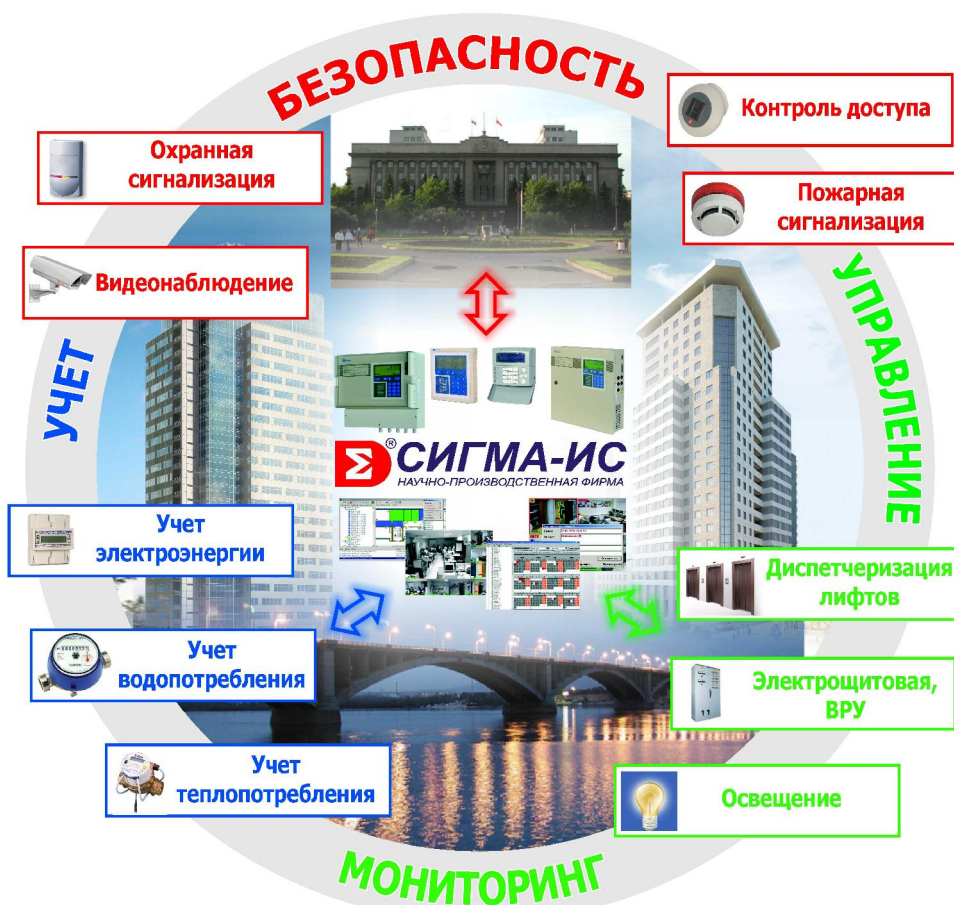 БЕЗОПАСНОСТЬ
Контроль доступа
Охранная
сигнализация
Пожарная
сигнализация
Видеонаблюдение
УПРАВЛЕНИЕ
УЧЕТ
Σ® СИГМА-ИС
НАУЧНО-ПРОИЗВОДСТВЕННАЯ ФИРМА
Учет
электроэнергии
Диспетчеризация
лифтов
Учет
водопотребления
Электрощитовая,
ВРУ
Учет
теплопотребления
Освещение
МОНИТОРИНГ